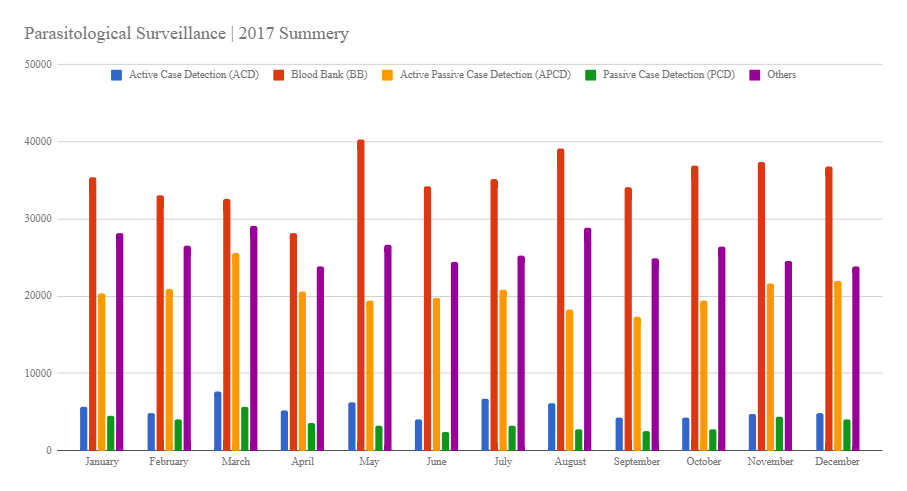 Parasitological Surveillance | 2017 Summery
50000
Active Case Detection (ACD) Blood Bank (BB) Active Passive Case Detection (APCD) Passive Case Detection (PCD) Others
40000
30000
20000
10000
0
January February March April May June July August September October November December